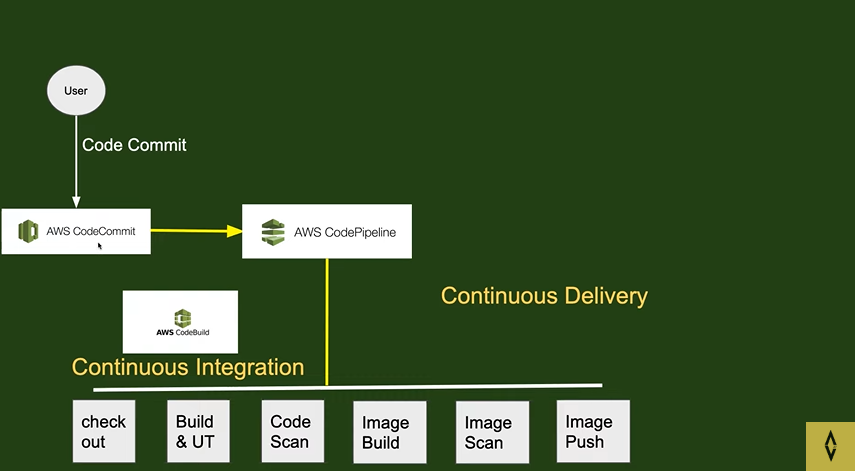 User
Code Commit
AWS CodeCommit
AWS CodePipeline
Continuous Delivery
AWS CodeBuild
Continuous Integration
check
out
Build
& UT
Code
Scan
Image
Build
Image
Scan
Image
Push